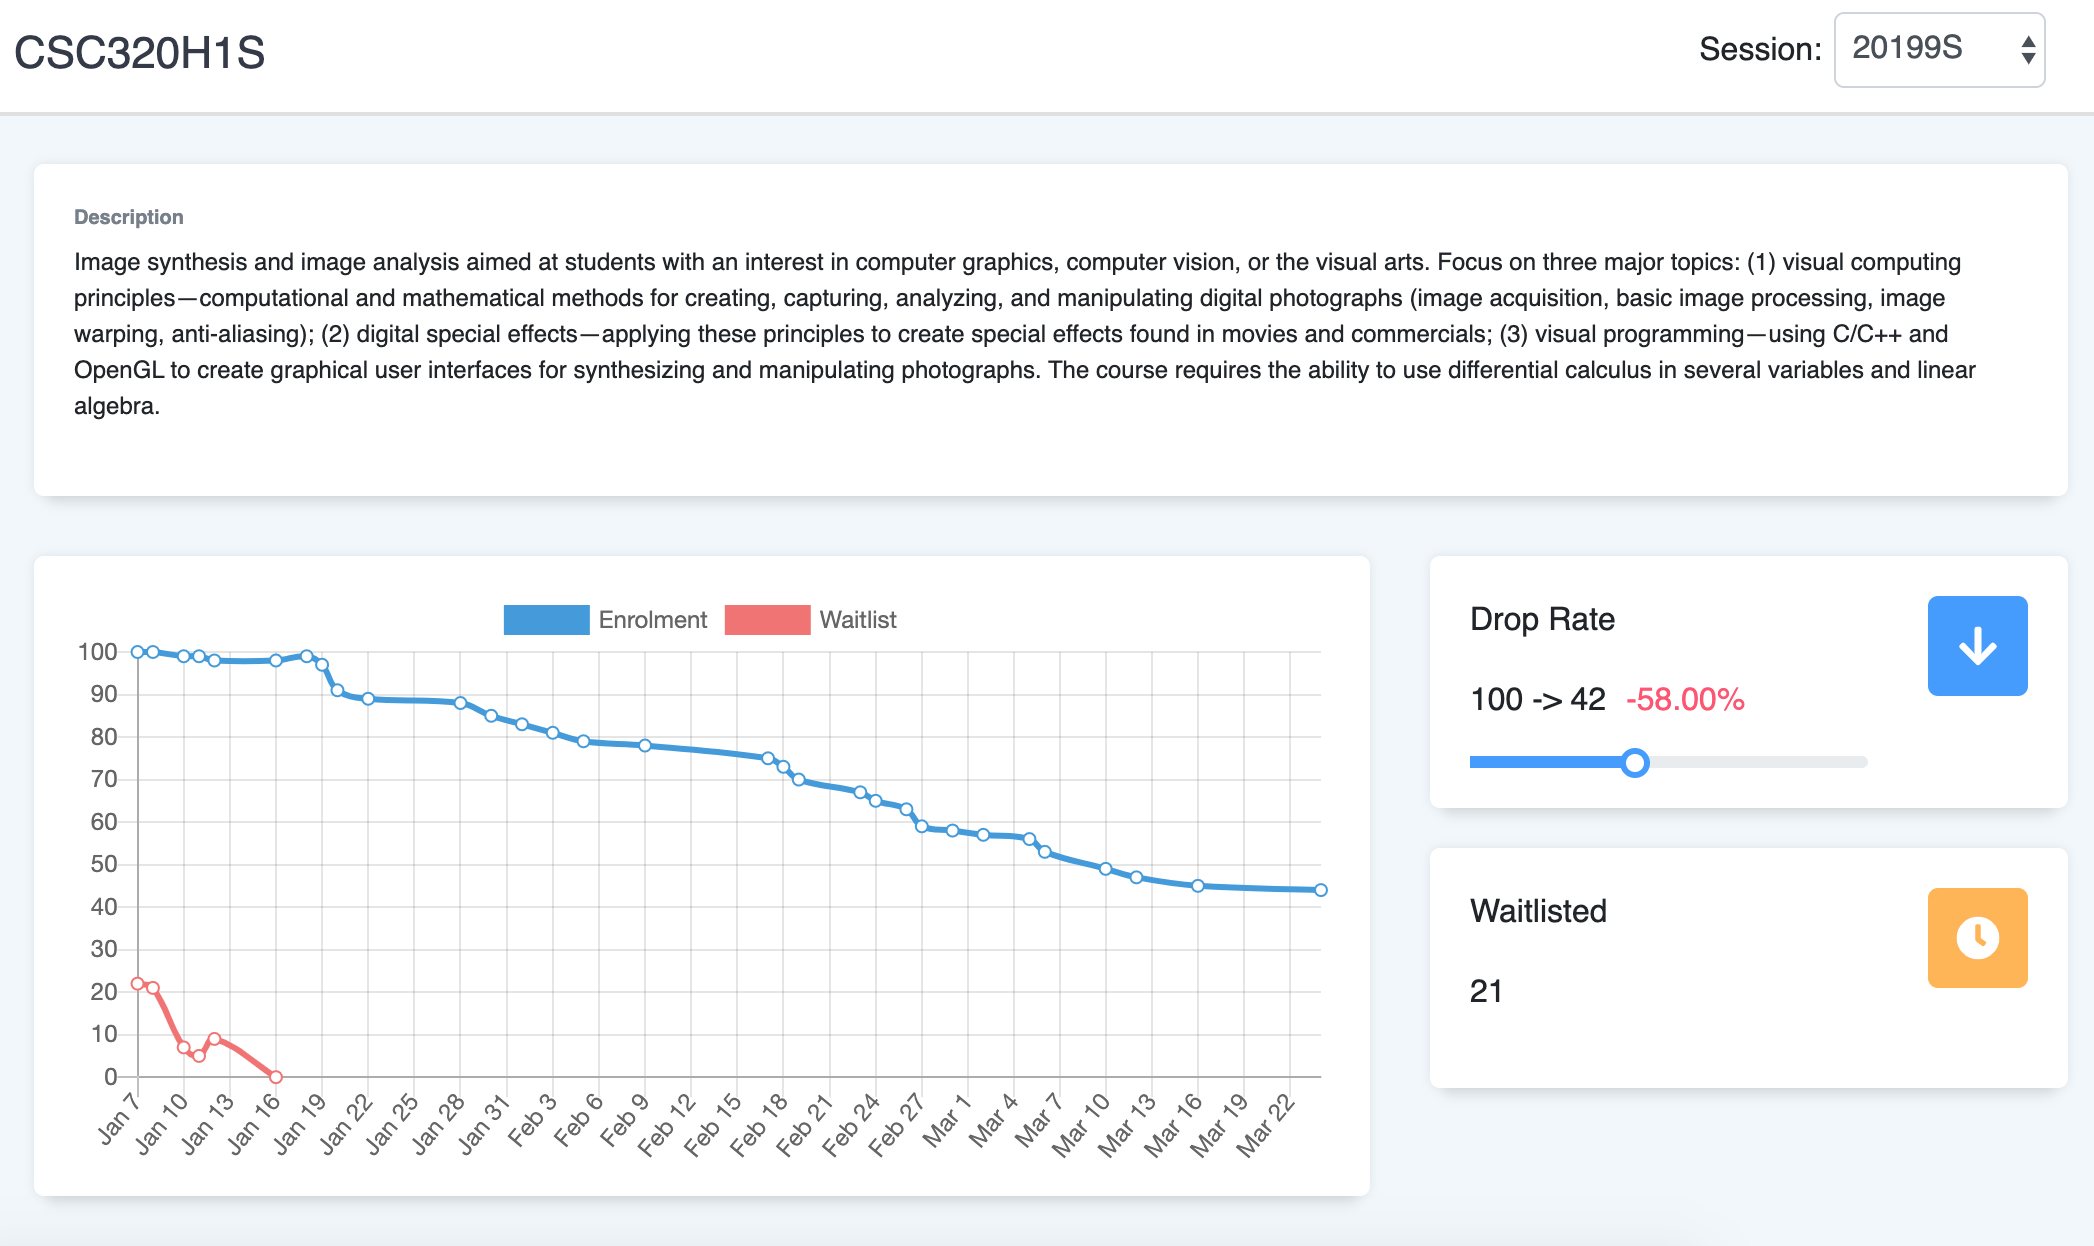 CSC320H1S
Session: 20199S
Description
Image synthesis and image analysis aimed at students with an interest in computer graphics, computer vision, or the visual arts. Focus on three major topics: (1) visual computing
principles—computational and mathematical methods for creating, capturing, analyzing, and manipulating digital photographs (image acquisition, basic image processing, image
warping, anti-aliasing); (2) digital special effects—applying these principles to create special effects found in movies and commercials; (3) visual programming—using C/C++ and
OpenGL to create graphical user interfaces for synthesizing and manipulating photographs. The course requires the ability to use differential calculus in several variables and linear
algebra.
Enrolment Waitlist
100
90
80
70
60
50
40
30
20
10
0
Jan 7 Jan 10 Jan 13 Jan 16 Jan 19 Jan 22 Jan 25 Jan 28 Jan 31 Feb 3 Feb 6 Feb 9 Feb 12 Feb 15 Feb 18 Feb 21 Feb 24 Feb 27 Mar 1 Mar 4 Mar 7 Mar 10 Mar 13 Mar 16 Mar 19 Mar 22
Drop Rate
100 -> 42 -58.00%
Waitlisted
21